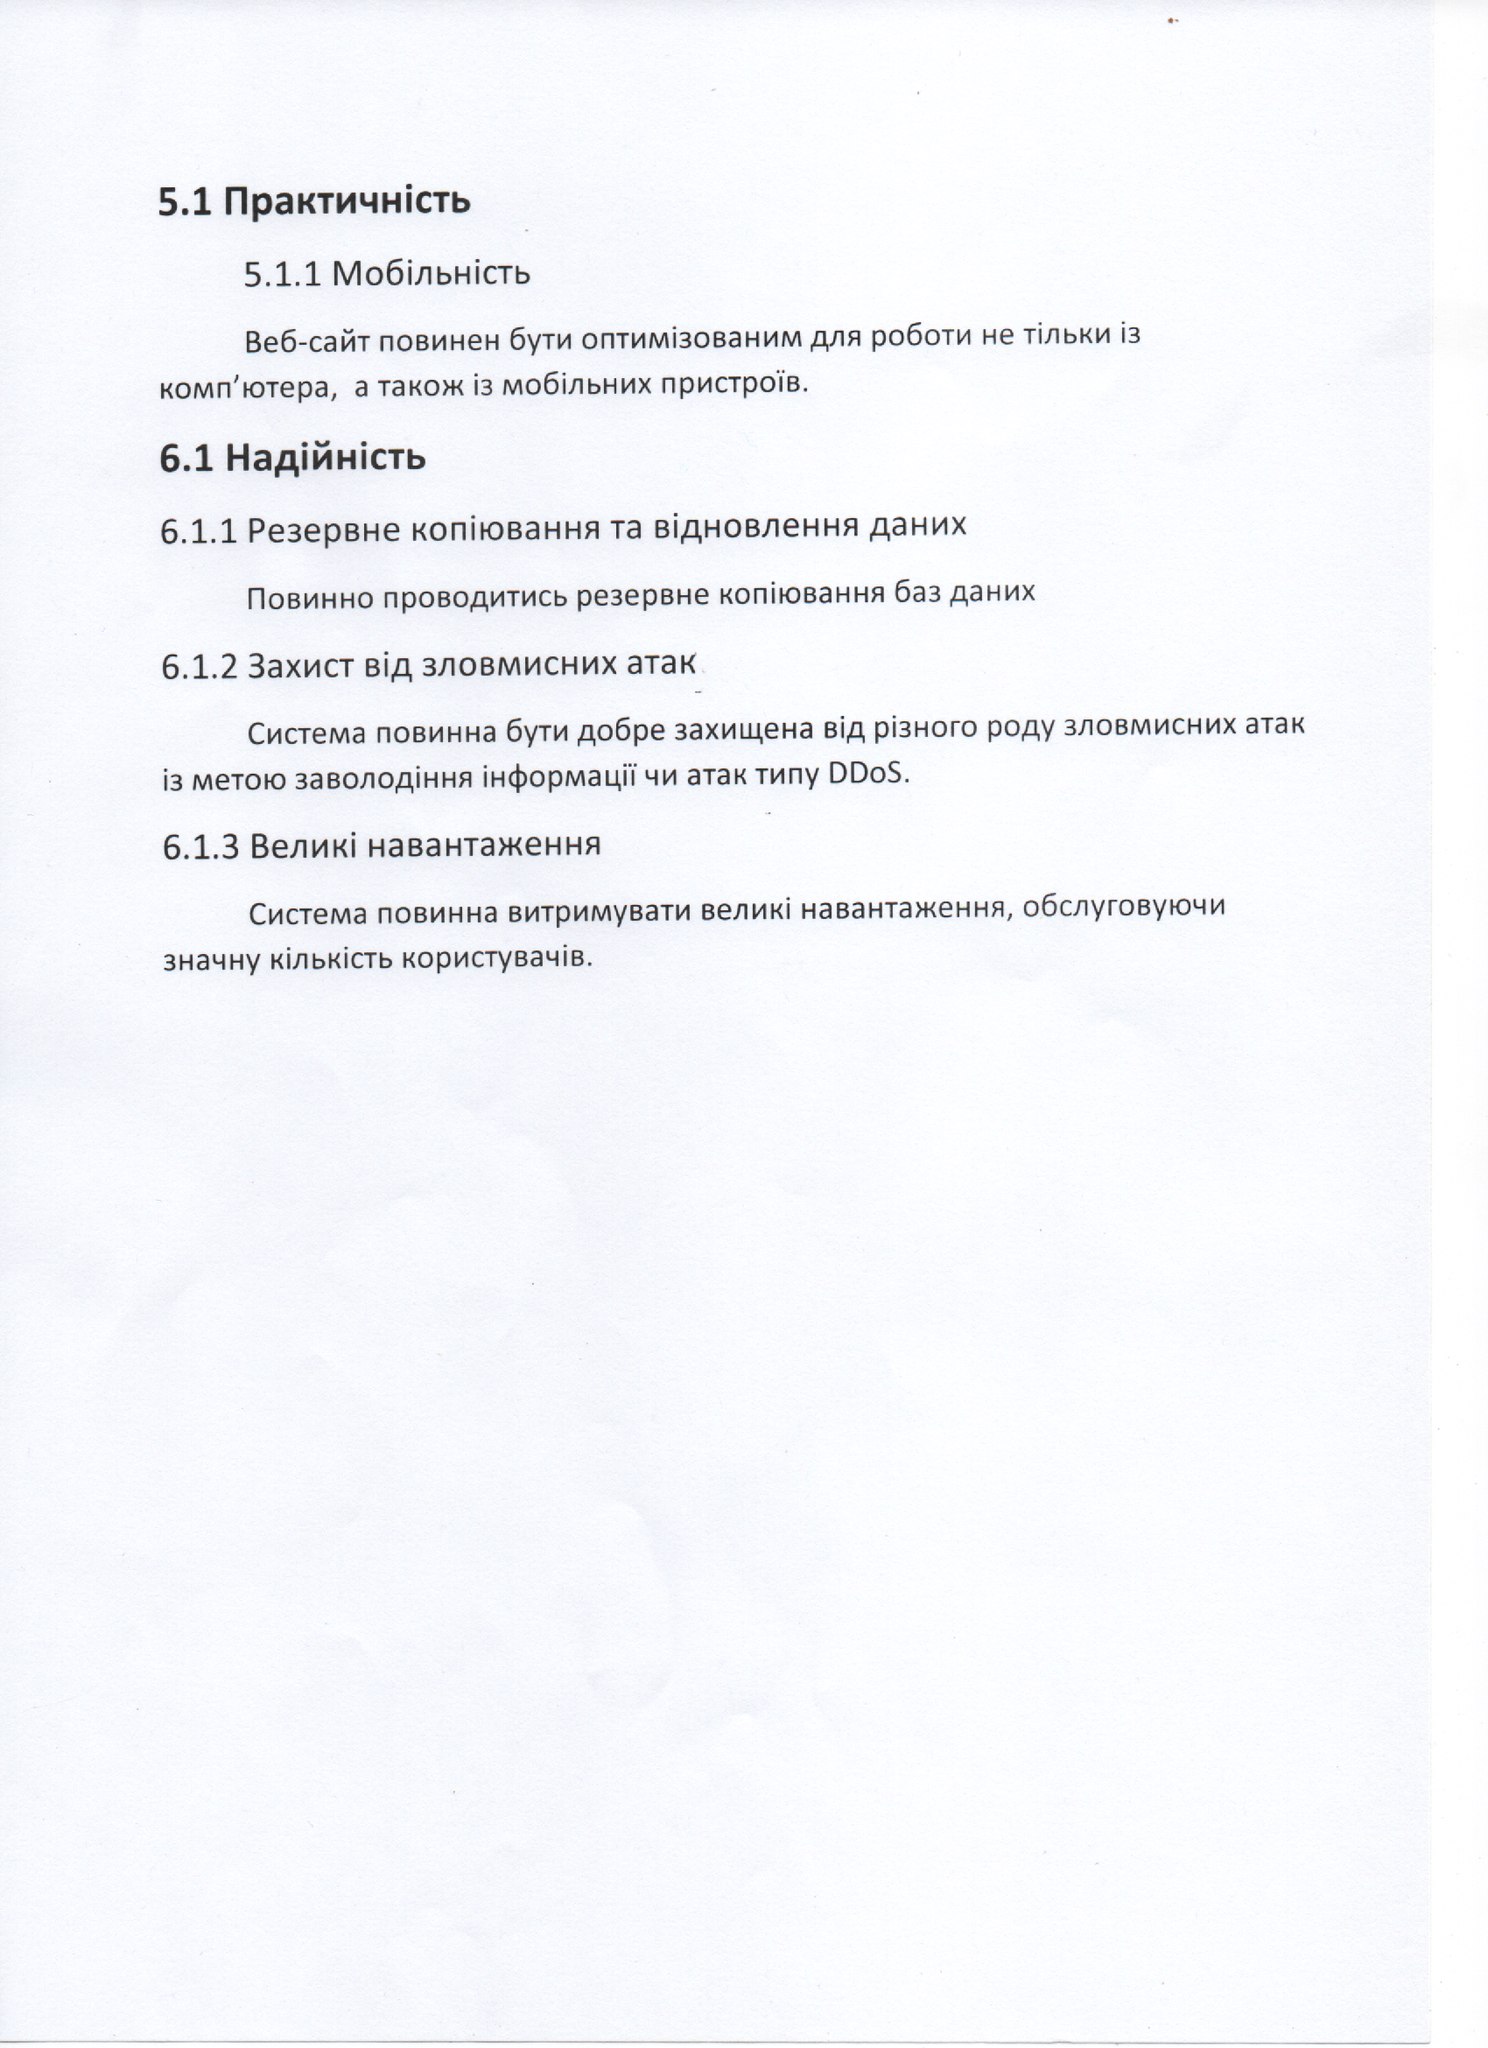 5.1 Практичність
5.1.1 Мобільність
Веб-сайт повинен бути оптимізованим для роботи не тільки із
комп’ютера,  а також із мобільних пристроїв.
6.1 Надійність
6.1.1 Резервне копіювання та відновлення даних
Повинно проводитись резервне копіювання баз даних
6.1.2 Захист від зловмисних атак
Система повинна бути добре захищена від різного роду зловмисних атак
із метою заволодіння інформації чи атак типу DDoS.
6.1.3 Великі навантаження
Система повинна витримувати великі навантаження, обслуговуючи
значну кількість користувачів.